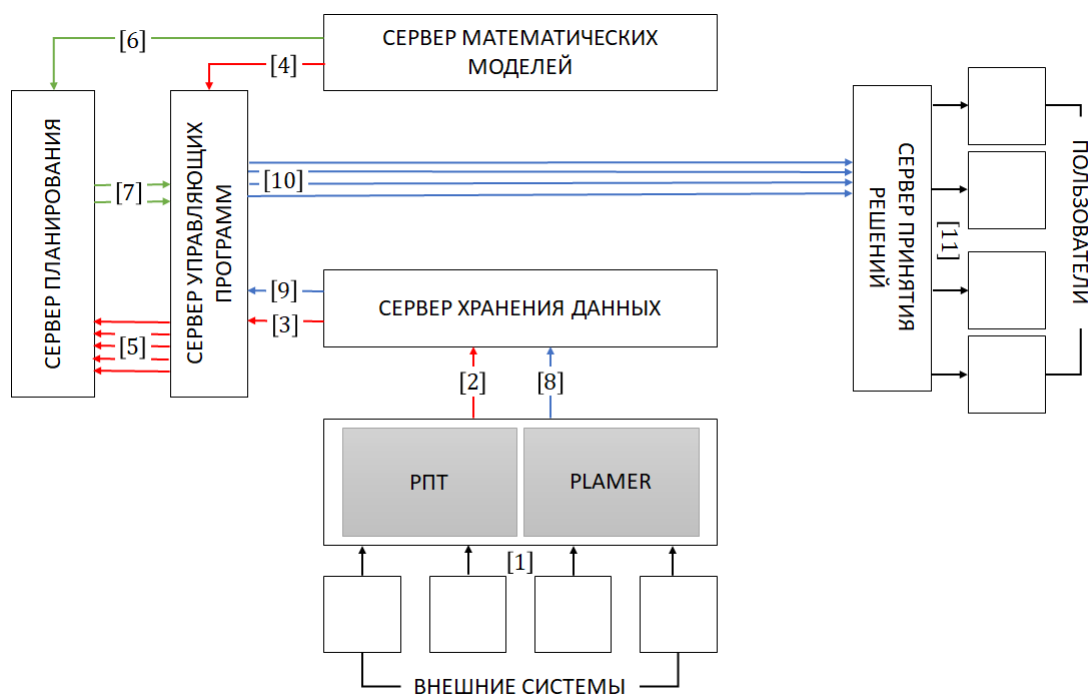 [6]
СЕРВЕР МАТЕМАТИЧЕСКИХ
МОДЕЛЕЙ
[4]
СЕРВЕР ПЛАНИРОВАНИЯ
СЕРВЕР УПРАВЛЯЮЩИХ
ПРОГРАММ
[7]
[10]
СЕРВЕР ПРИНЯТИЯ
РЕШЕНИЙ
[11]
ПОЛЬЗОВАТЕЛИ
[9]
[3]
СЕРВЕР ХРАНЕНИЯ ДАННЫХ
[5]
[2]
[8]
РПТ
PLAMER
[1]
ВНЕШНИЕ СИСТЕМЫ